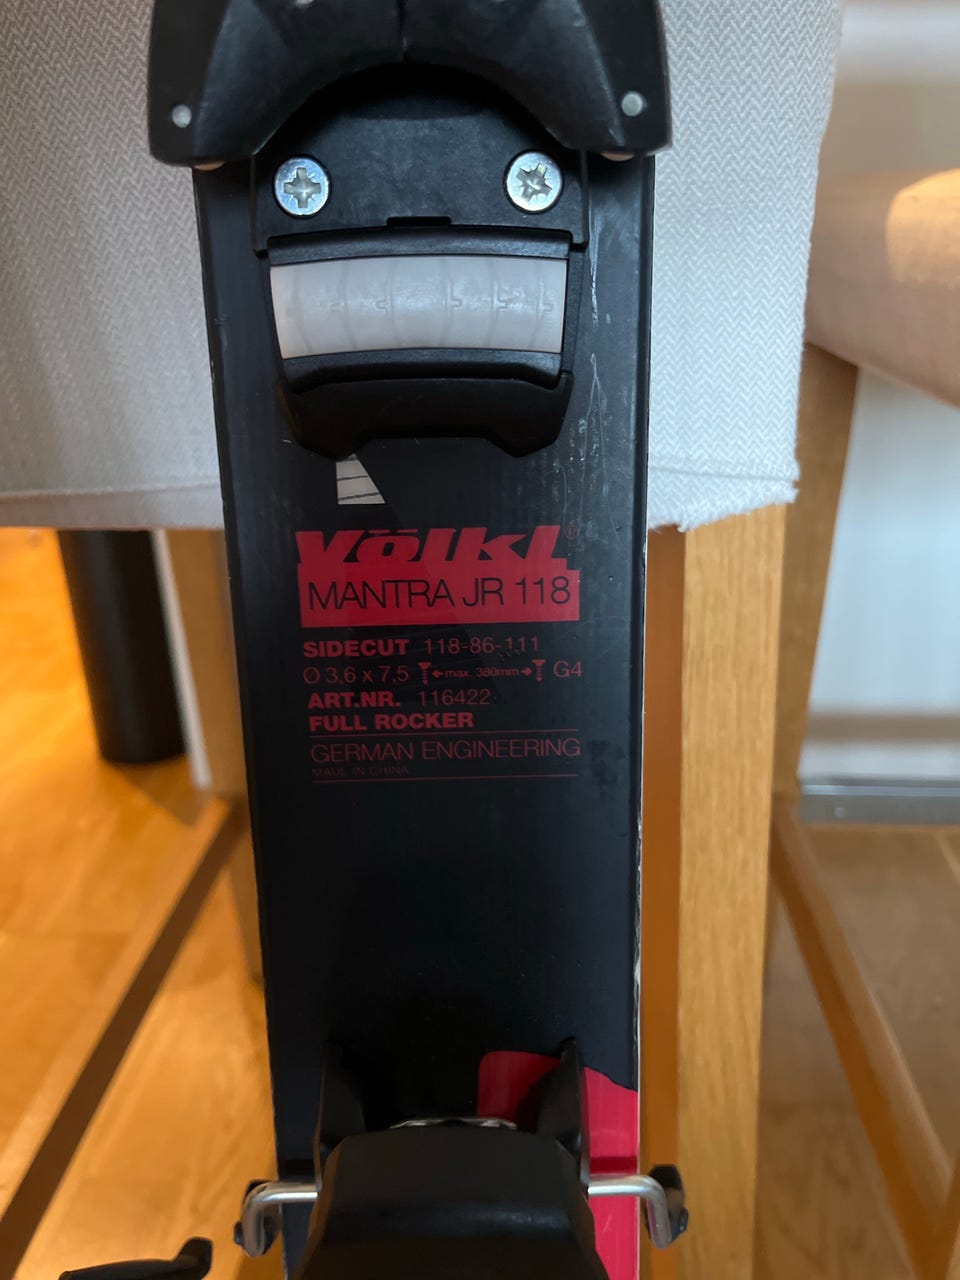 Völkl®
MANTRA JR 118
SIDECUT 118-86-111
Ø 3,6 x 7,5 max. 380mm G4
ART.NR. 116422
FULL ROCKER
GERMAN ENGINEERING
MADE IN CHINA